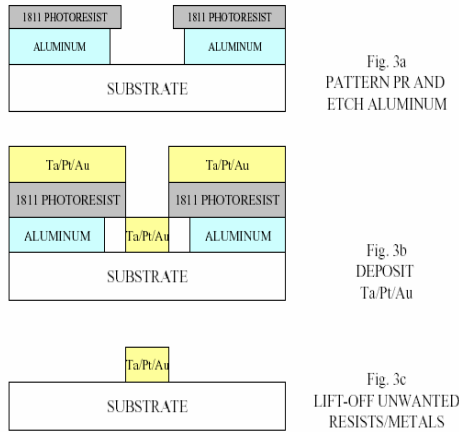 1811 PHOTORESIST 1811 PHOTORESIST
ALUMINUM ALUMINUM
SUBSTRATE
Fig. 3a
PATTERN PR AND
ETCH ALUMINUM
Ta/Pt/Au Ta/Pt/Au
1811 PHOTORESIST 1811 PHOTORESIST
ALUMINUM Ta/Pt/Au ALUMINUM
SUBSTRATE
Fig. 3b
DEPOSIT
Ta/Pt/Au
Ta/Pt/Au
SUBSTRATE
Fig. 3c
LIFT-OFF UNWANTED
RESISTS/METALS